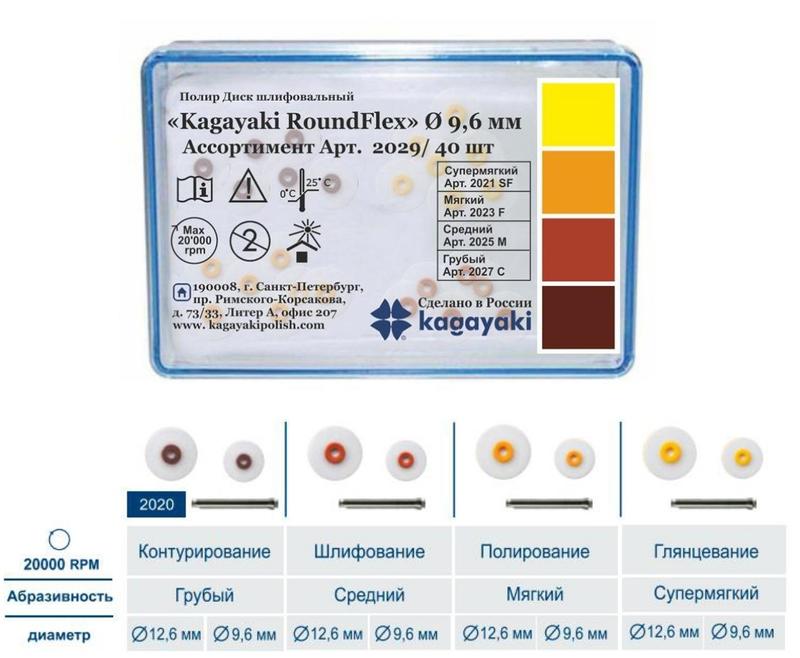 Полир Диск шлифовальный
«Kagayaki RoundFlex» Ø 9,6 мм
Ассортимент Арт. 2029/ 40 шт
Супермягкий
Арт. 2021 SF
Мягкий
Арт. 2023 F
Средний
Арт. 2025 M
Грубый
Арт. 2027 C
0°C
25°C
Max
20'000
rpm
2
190008, г. Санкт-Петербург,
пр. Римского-Корсакова,
д. 73/33, Литер А, офис 207
www. kagayakipolish.com
Сделано в России
kagayaki
2020
20000 RPM
Контурирование Шлифование Полирование Глянцевание
Абразивность Грубый Средний Мягкий Супермягкий
диаметр Ø12,6 мм Ø9,6 мм Ø12,6 мм Ø9,6 мм Ø12,6 мм Ø9,6 мм Ø12,6 мм Ø9,6 мм